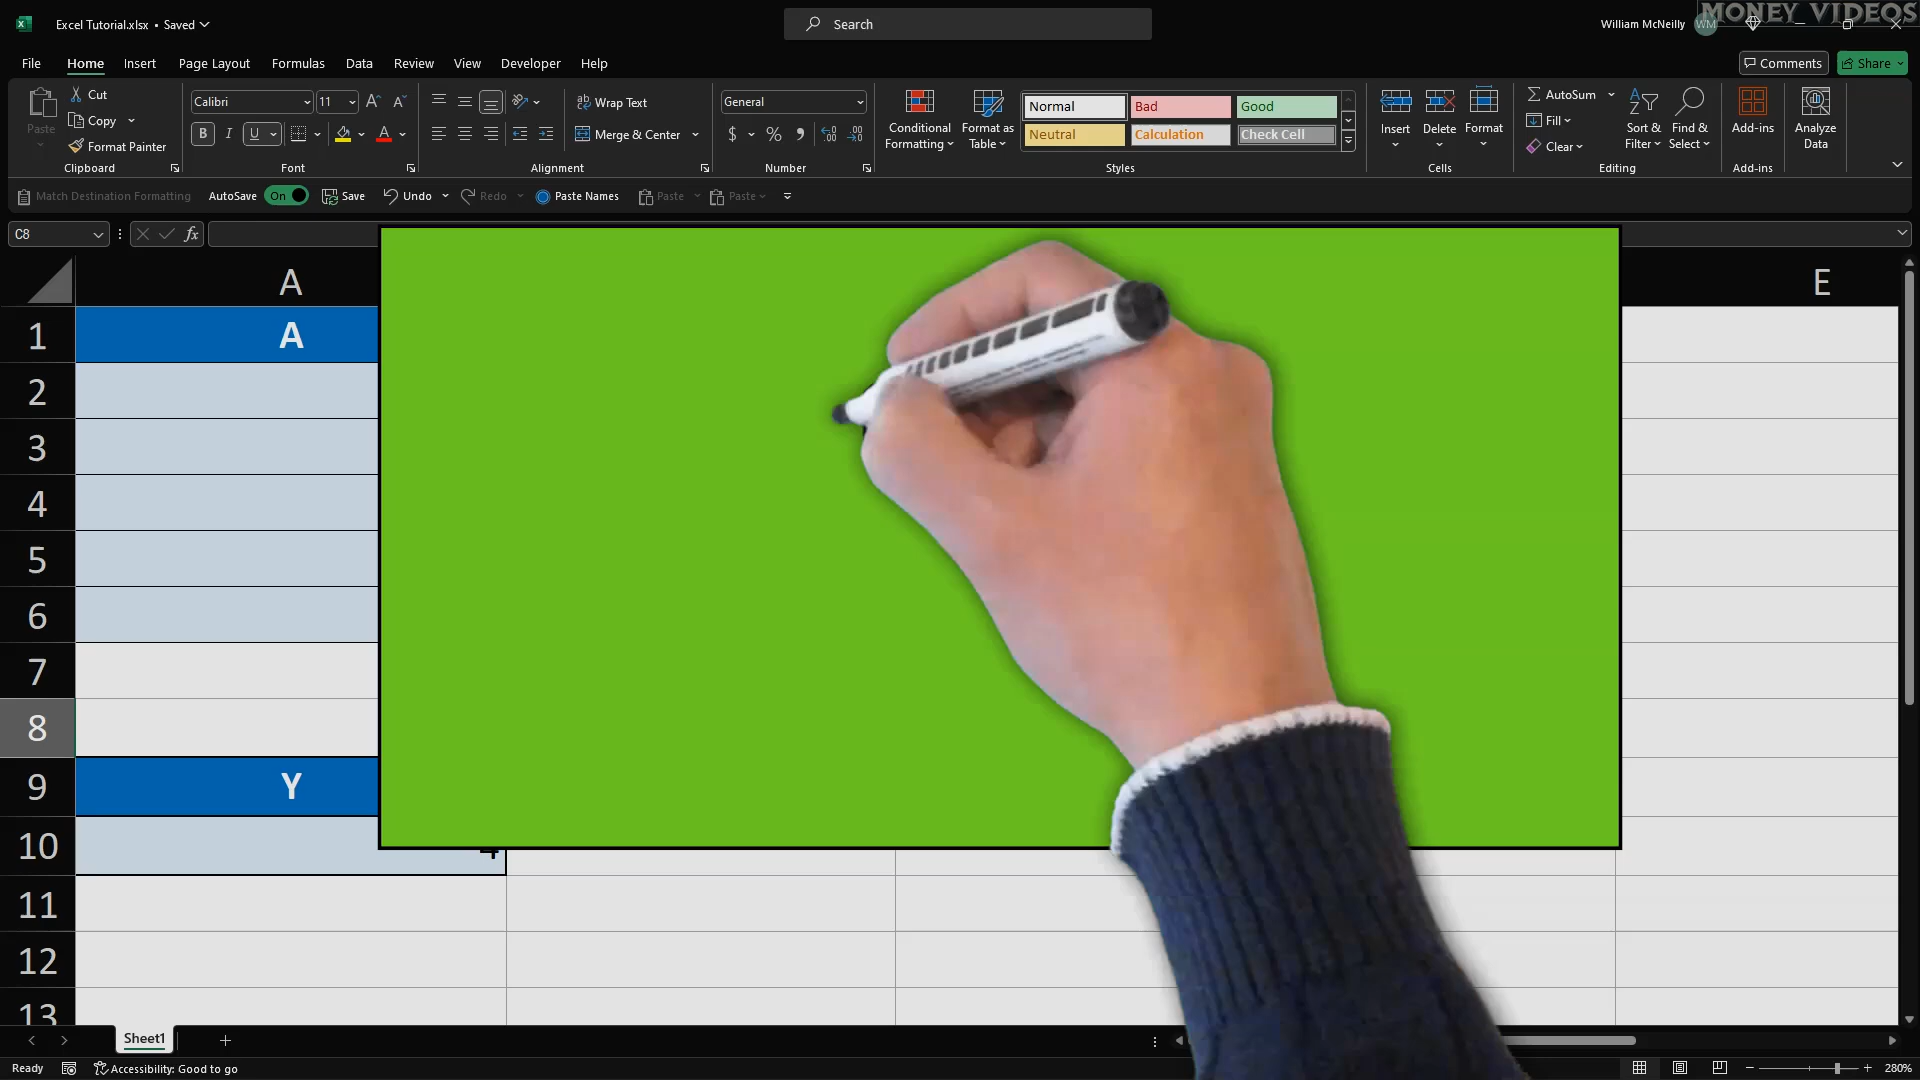 Excel Tutorial.xlsx • Saved
Search
William McNeilly
WM
MONEY VIDEOS
File
Home
Insert
Page Layout
Formulas
Data
Review
View
Developer
Help
Comments
Share
Paste
Cut
Copy
Format Painter
Clipboard
Calibri
11
B
I
U
Font
Wrap Text
Merge & Center
Alignment
General
$ % ,
Number
Conditional Formatting
Format as Table
Normal
Bad
Good
Neutral
Calculation
Check Cell
Styles
Insert
Delete
Format
Cells
AutoSum
Fill
Clear
Sort & Filter
Find & Select
Editing
Add-ins
Add-ins
Analyze Data
Match Destination Formatting
AutoSave
On
Save
Undo
Redo
Paste Names
Paste
Paste
C8
fx
A
E
1
A
2
3
4
5
6
7
8
9
Y
10
4
11
12
13
Sheet1
Ready
Accessibility: Good to go
280%